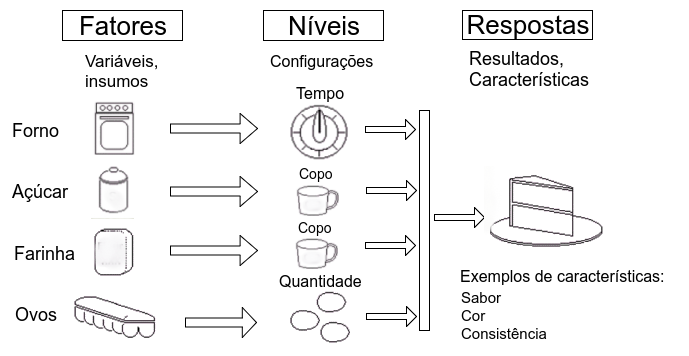 Fatores
Níveis
Respostas
Variáveis,
insumos
Configurações
Resultados,
Características
Tempo
Forno
Copo
Açúcar
Copo
Farinha
Quantidade
Ovos
Exemplos de características:
Sabor
Cor
Consistência